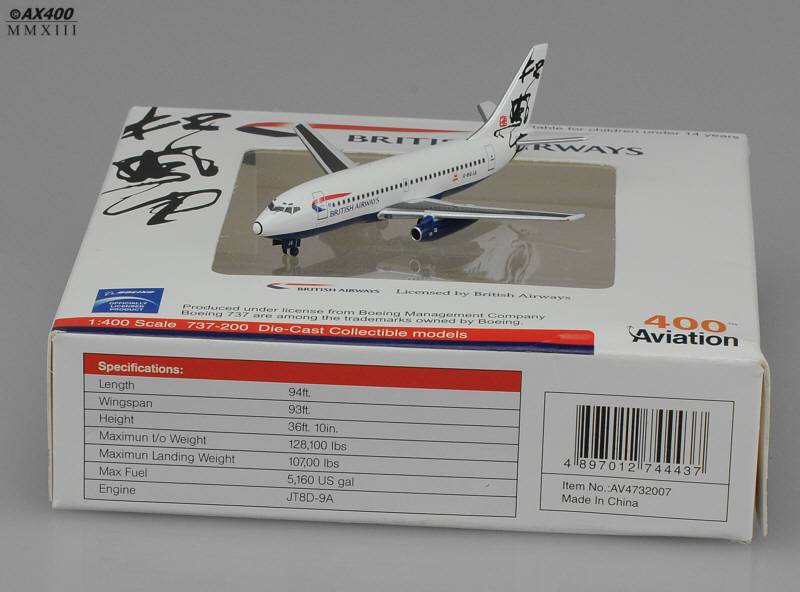 ©AX400
MMXIII
table for children under 14 years
BRITISH AIRWAYS
BRITISH AIRWAYS
BRITISH AIRWAYS Licensed by British Airways
BOEING
OFFICIALLY
LICENSED
PRODUCT
Produced under license from Boeing Management Company
Boeing 737 are among the trademarks owned by Boeing.
1:400 Scale 737-200 Die-Cast Collectible models
400™
Aviation
Specifications:
Length 94ft.
Wingspan 93ft.
Height 36ft. 10in.
Maximun t/o Weight 128,100 lbs
Maximun Landing Weight 107,00 lbs
Max Fuel 5,160 US gal
Engine JT8D-9A
4 897012 744437
Item No.:AV4732007
Made In China